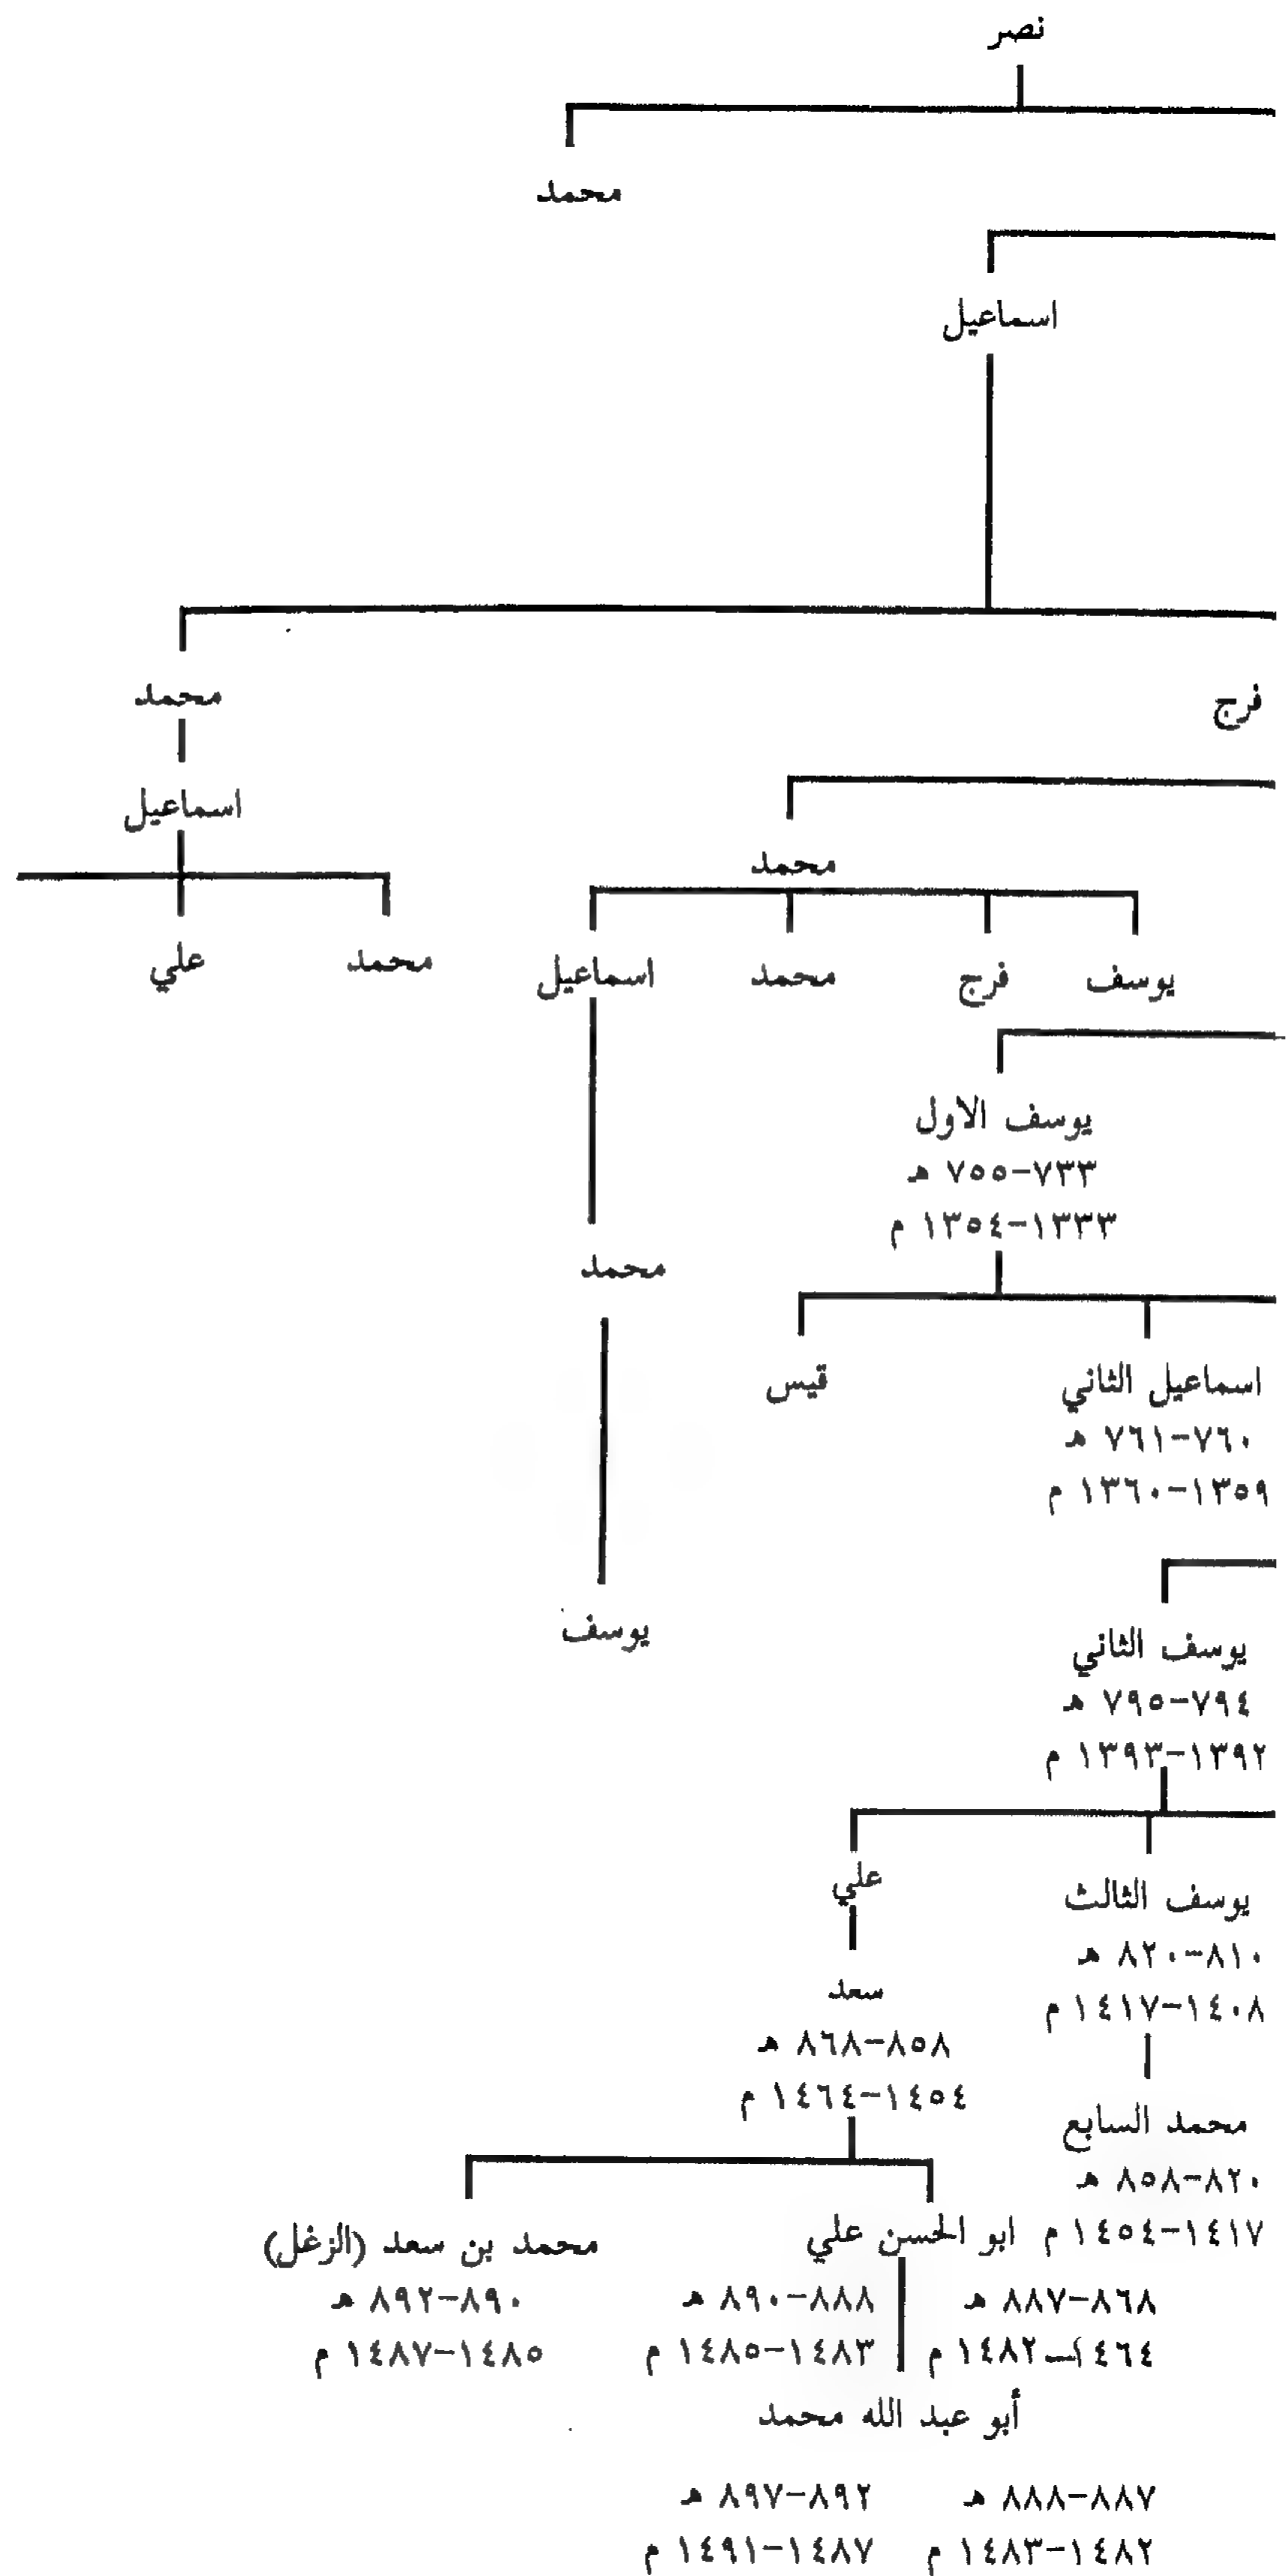 نصر
محمد
اسماعيل
محمد
فرج
اسماعيل
محمد
علي
محمد
اسماعيل
محمد
فرج
يوسف
يوسف الاول
٧٣٣-٧٥٥ هـ
١٣٣٣-١٣٥٤ م
محمد
قيس
اسماعيل الثاني
٧٦٠-٧٦١ هـ
١٣٥٩-١٣٦٠ م
يوسف
يوسف الثاني
٧٩٤-٧٩٥ هـ
١٣٩٢-١٣٩٣ م
علي
يوسف الثالث
٨١٠-٨٢٠ هـ
١٤٠٨-١٤١٧ م
سعد
٨٥٨-٨٦٨ هـ
١٤٥٤-١٤٦٤ م
محمد السابع
٨٢٠-٨٥٨ هـ
١٤١٧-١٤٥٤ م
ابو الحسن علي
محمد بن سعد (الزغل)
٨٦٨-٨٨٧ هـ
٨٨٨-٨٩٠ هـ
٨٩٠-٨٩٢ هـ
١٤٦٤-١٤٨٢ م
١٤٨٣-١٤٨٥ م
١٤٨٥-١٤٨٧ م
أبو عبد الله محمد
٨٨٧-٨٨٨ هـ
٨٩٢-٨٩٧ هـ
١٤٨٢-١٤٨٣ م
١٤٨٧-١٤٩١ م